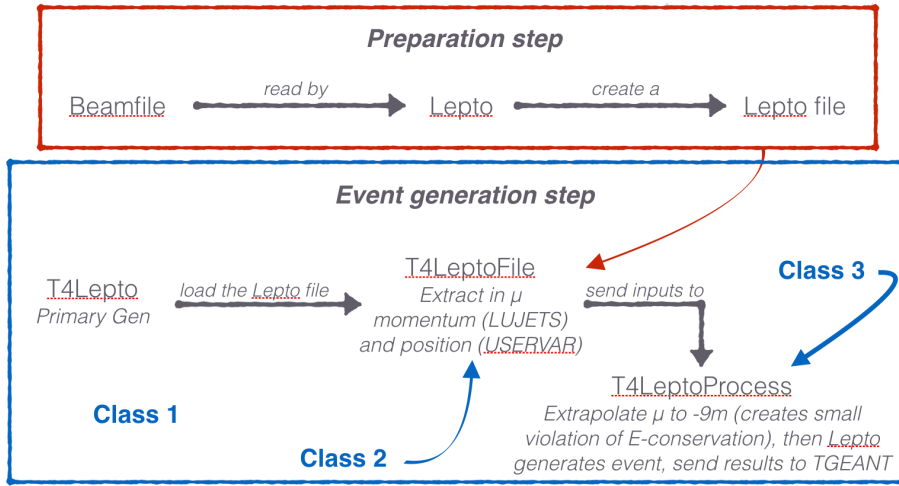 Preparation step
Beamfile
read by
Lepto
create a
Lepto file
Event generation step
T4Lepto
Primary Gen
load the Lepto file
T4LeptoFile
Extract in µ
momentum (LUJETS)
and position (USERVAR)
send inputs to
Class 3
T4LeptoProcess
Extrapolate µ to -9m (creates small
violation of E-conservation), then Lepto
generates event, send results to TGEANT
Class 1
Class 2